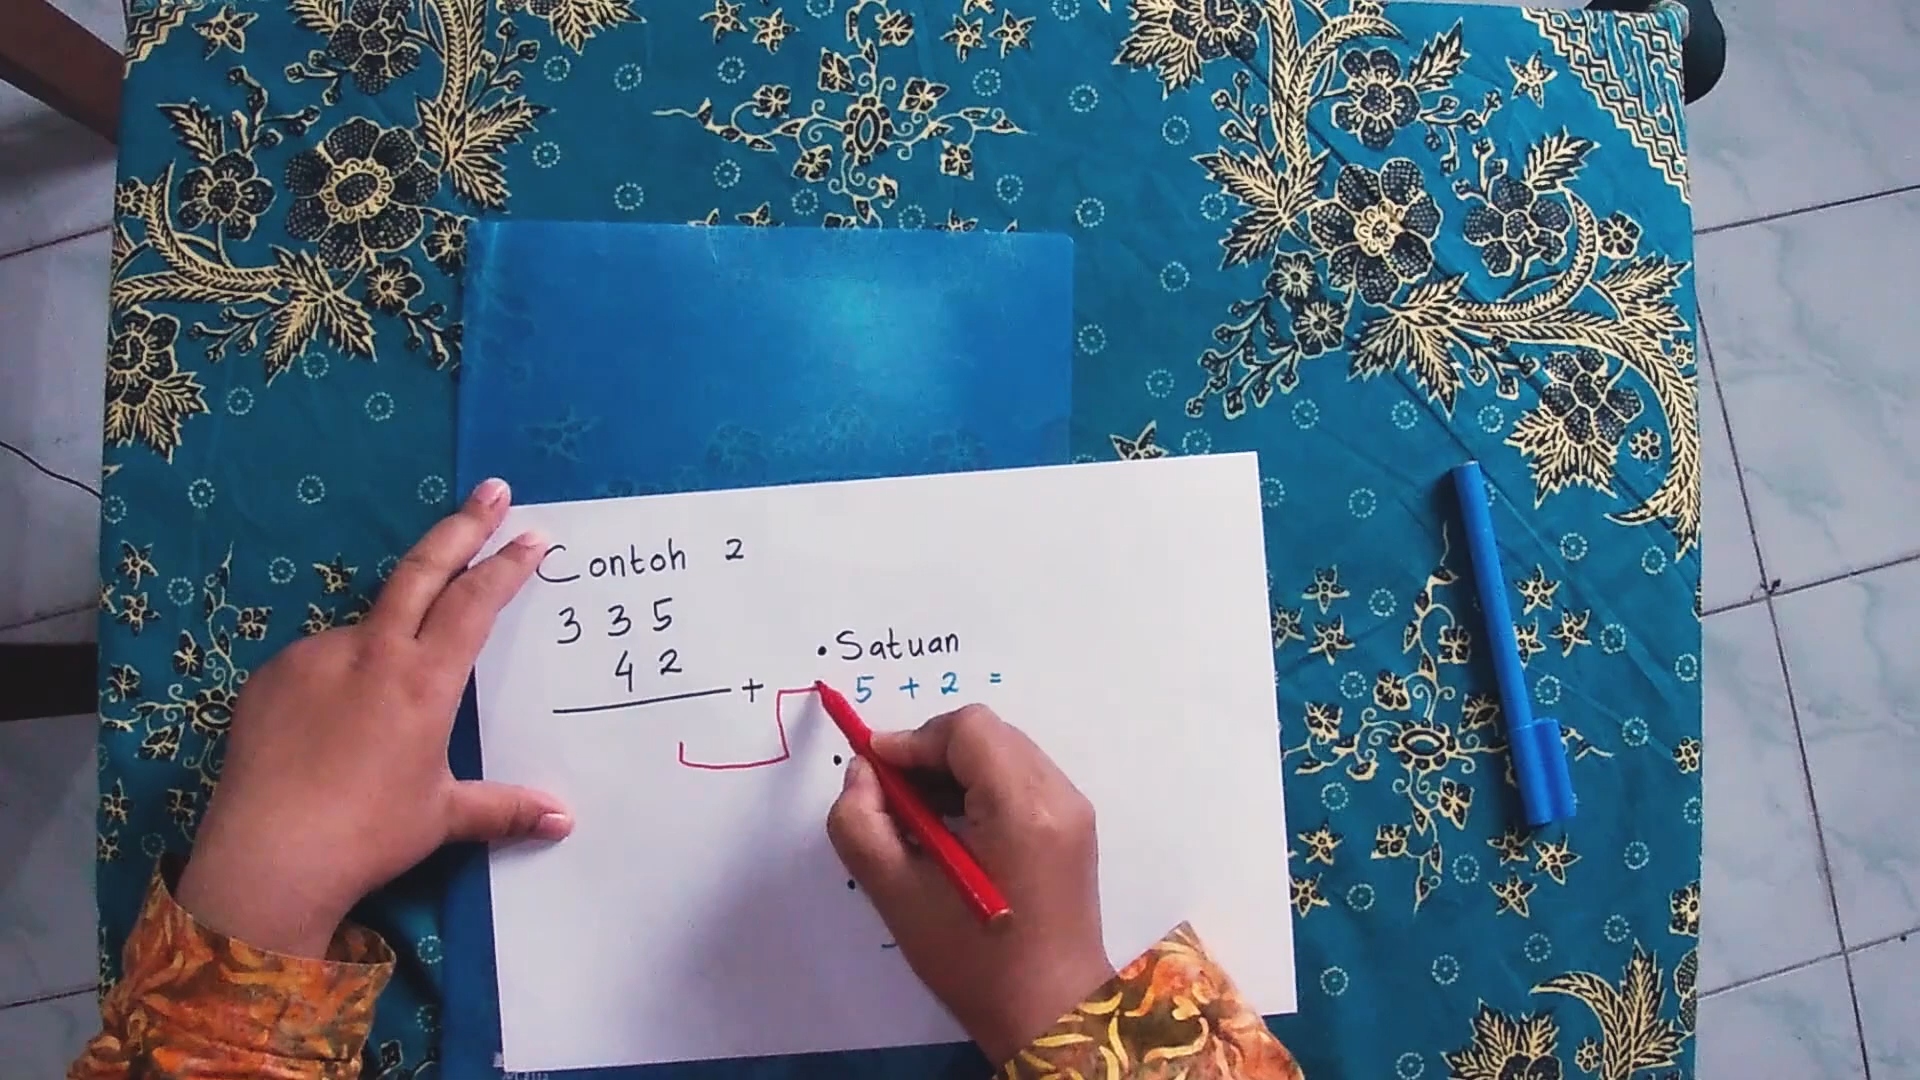 Contoh 2
3 3 5
4 2
+
• Satuan
5 + 2 =